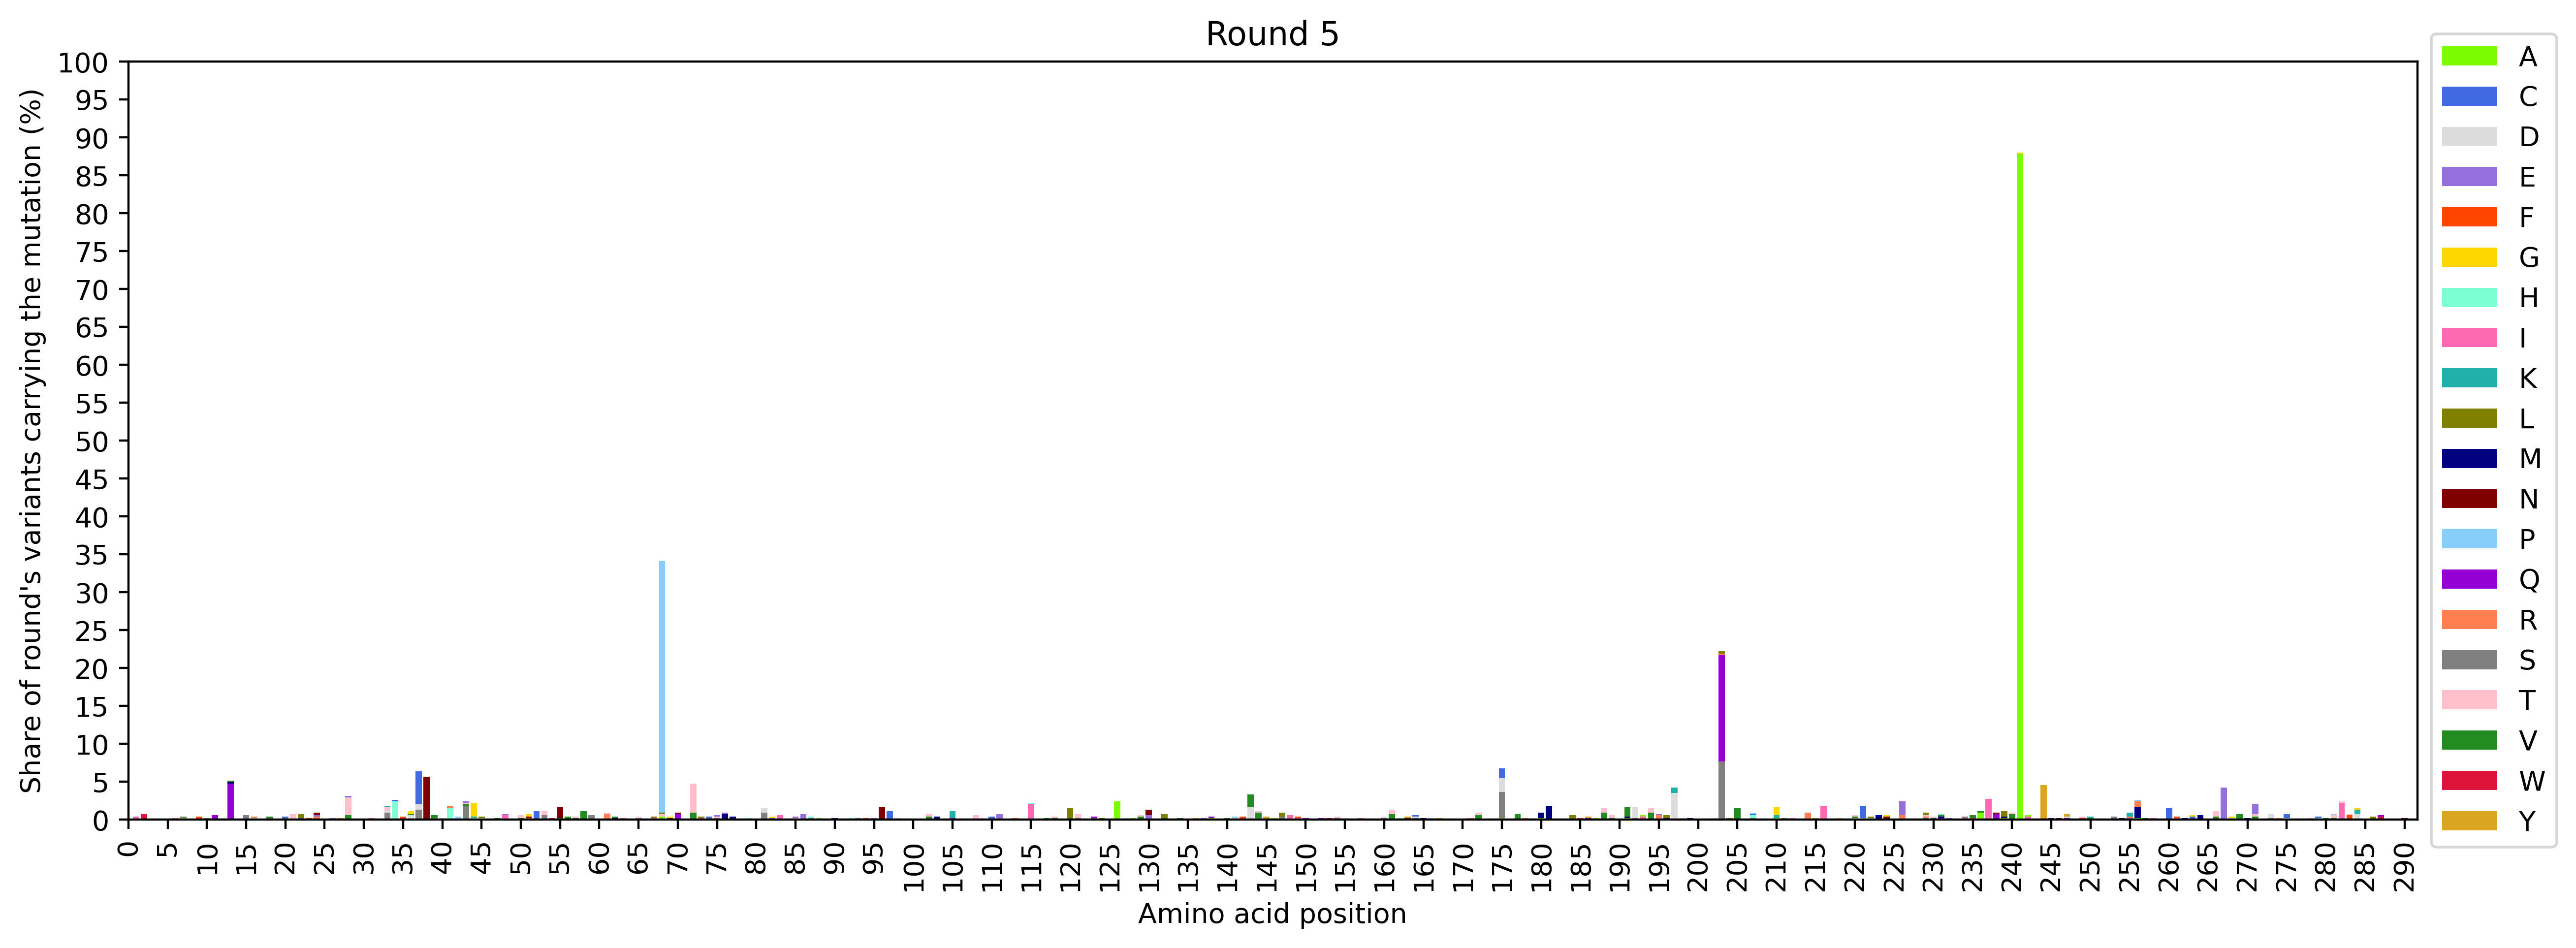 Round 5
Share of round's variants carrying the mutation (%)
100
95
90
85
80
75
70
65
60
55
50
45
40
35
30
25
20
15
10
5
0
0 5 10 15 20 25 30 35 40 45 50 55 60 65 70 75 80 85 90 95 100 105 110 115 120 125 130 135 140 145 150 155 160 165 170 175 180 185 190 195 200 205 210 215 220 225 230 235 240 245 250 255 260 265 270 275 280 285 290
Amino acid position
A
C
D
E
F
G
H
I
K
L
M
N
P
Q
R
S
T
V
W
Y